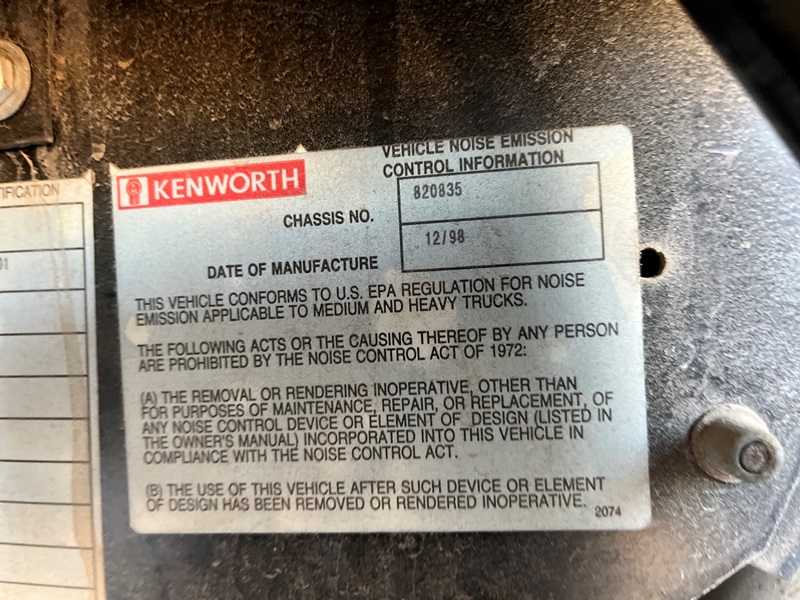 TIFICATION
01
KENWORTH
VEHICLE NOISE EMISSION
CONTROL INFORMATION
CHASSIS NO. 820835
DATE OF MANUFACTURE 12/98
THIS VEHICLE CONFORMS TO U.S. EPA REGULATION FOR NOISE
EMISSION APPLICABLE TO MEDIUM AND HEAVY TRUCKS.
THE FOLLOWING ACTS OR THE CAUSING THEREOF BY ANY PERSON
ARE PROHIBITED BY THE NOISE CONTROL ACT OF 1972:
(A) THE REMOVAL OR RENDERING INOPERATIVE, OTHER THAN
FOR PURPOSES OF MAINTENANCE, REPAIR, OR REPLACEMENT, OF
ANY NOISE CONTROL DEVICE OR ELEMENT OF DESIGN (LISTED IN
THE OWNER'S MANUAL) INCORPORATED INTO THIS VEHICLE IN
COMPLIANCE WITH THE NOISE CONTROL ACT.
(B) THE USE OF THIS VEHICLE AFTER SUCH DEVICE OR ELEMENT
OF DESIGN HAS BEEN REMOVED OR RENDERED INOPERATIVE.
2074